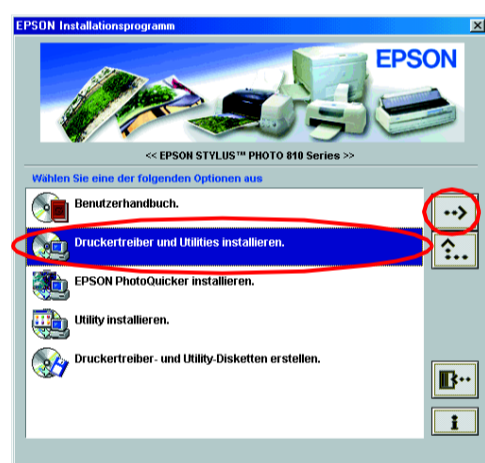 EPSON Installationsprogramm
EPSON
<< EPSON STYLUS™ PHOTO 810 Series >>
Wählen Sie eine der folgenden Optionen aus
Benutzerhandbuch.
Druckertreiber und Utilities installieren.
EPSON PhotoQuicker installieren.
Utility installieren.
Druckertreiber- und Utility-Disketten erstellen.